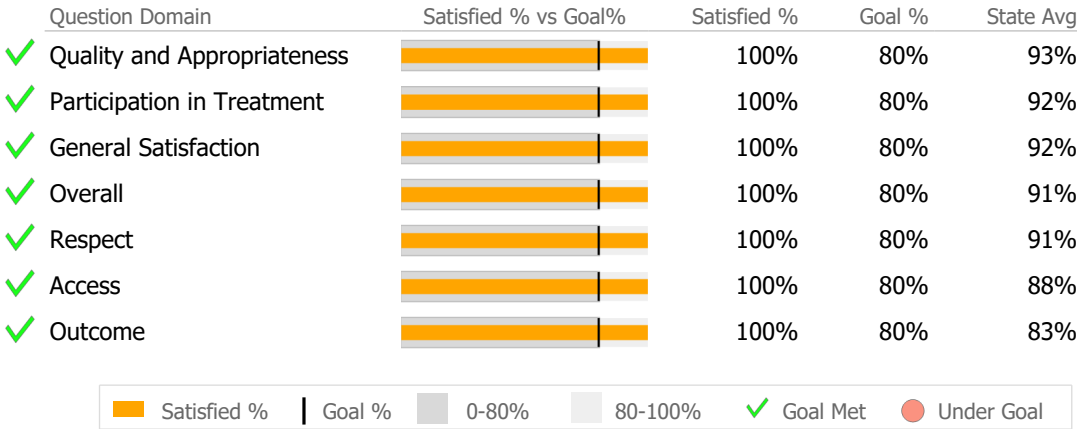 Question Domain Satisfied % vs Goal% Satisfied % Goal % State Avg
Quality and Appropriateness 100% 80% 93%
Participation in Treatment 100% 80% 92%
General Satisfaction 100% 80% 92%
Overall 100% 80% 91%
Respect 100% 80% 91%
Access 100% 80% 88%
Outcome 100% 80% 83%
Satisfied % Goal % 0-80% 80-100% Goal Met Under Goal